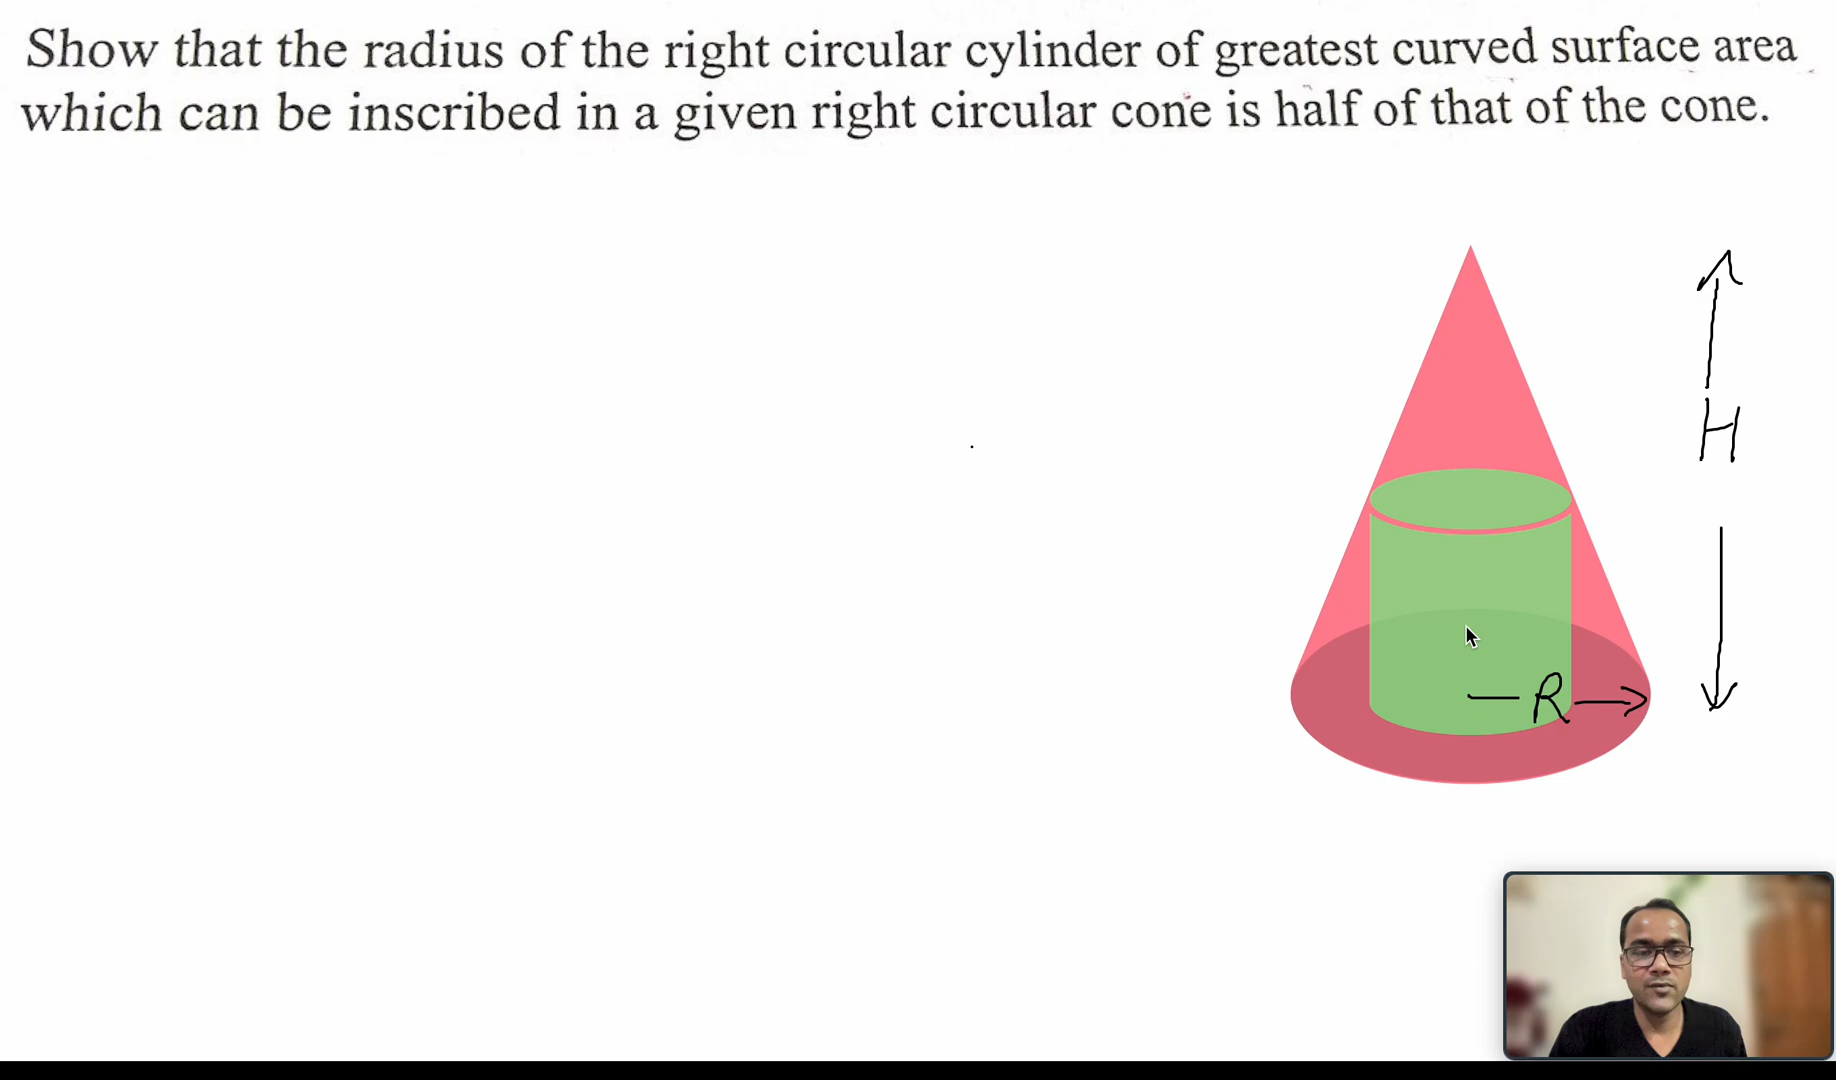 Show that the radius of the right circular cylinder of greatest curved surface area
which can be inscribed in a given right circular cone is half of that of the cone.
H
R